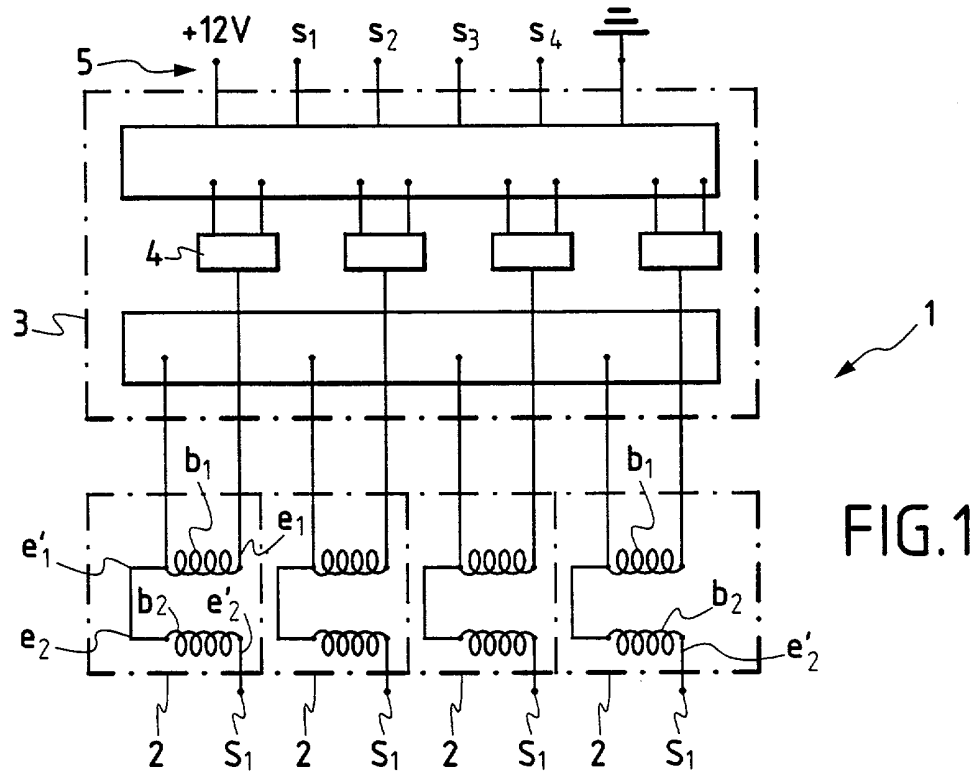 +12V s₁ s₂ s₃ s₄
5
4
3
1
b₁ b₁
e₁
FIG.1
e'₁
b₂ e'₂ b₂
e₂ e'₂
2 S₁ 2 S₁ 2 S₁ 2 S₁